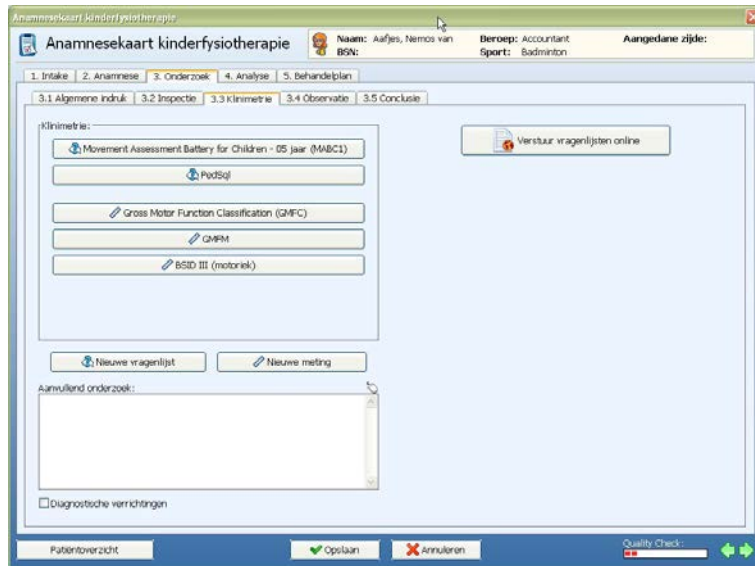 Anamnesekaart kinderfysiotherapie
Anamnesekaart kinderfysiotherapie
Naam: Aafjes, Nemos van
BSN:
Beroep: Accountant
Sport: Badminton
Aangedane zijde:
1. Intake 2. Anamnese 3. Onderzoek 4. Analyse 5. Behandelplan
3.1 Algemene indruk 3.2 Inspectie 3.3 Klinimetrie 3.4 Observatie 3.5 Conclusie
Klinimetrie:
Movement Assessment Battery for Children - 05 jaar (MABC1)
PedSql
Gross Motor Function Classification (GMFC)
GMFM
BSID III (motoriek)
Verstuur vragenlijsten online
Nieuwe vragenlijst
Nieuwe meting
Aanvullend onderzoek:
Diagnostische verrichtingen
Patiëntoverzicht
Opslaan
Annuleren
Quality Check: